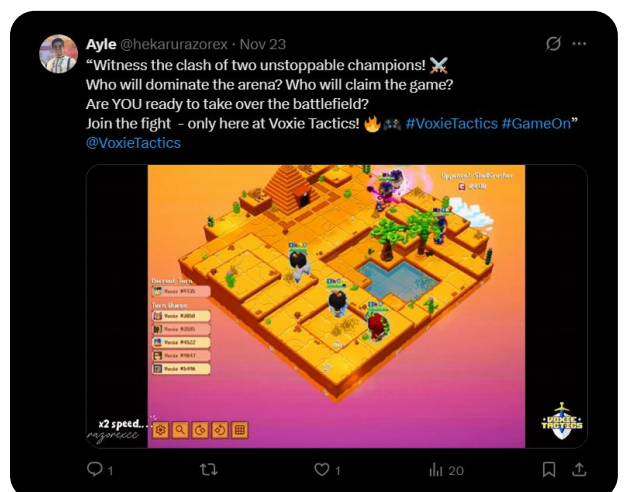 Ayle @hekarurazorex · Nov 23
“Witness the clash of two unstoppable champions! ⚔️
Who will dominate the arena? Who will claim the game?
Are YOU ready to take over the battlefield?
Join the fight - only here at Voxie Tactics! 🔥🎮 #VoxieTactics #GameOn”
@VoxieTactics
Opponent: ShellCrusher
Current Turn
Turn Queue
x2 speed...
razorexcc
VOXIE
TACTICS
1
1
20